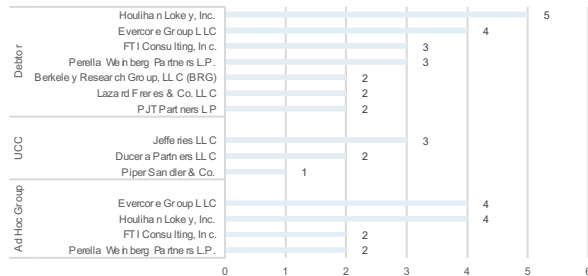 Debtor
Houlihan Lokey, Inc. 5
Evercore Group LLC 4
FTI Consulting, Inc. 3
Perella Weinberg Partners L.P. 3
Berkeley Research Group, LLC (BRG) 2
Lazard Freres & Co. LLC 2
PJT Partners LP 2
UCC
Jefferies LLC 3
Ducera Partners LLC 2
Piper Sandler & Co. 1
Ad Hoc Group
Evercore Group LLC 4
Houlihan Lokey, Inc. 4
FTI Consulting, Inc. 2
Perella Weinberg Partners L.P. 2
0 1 2 3 4 5 6